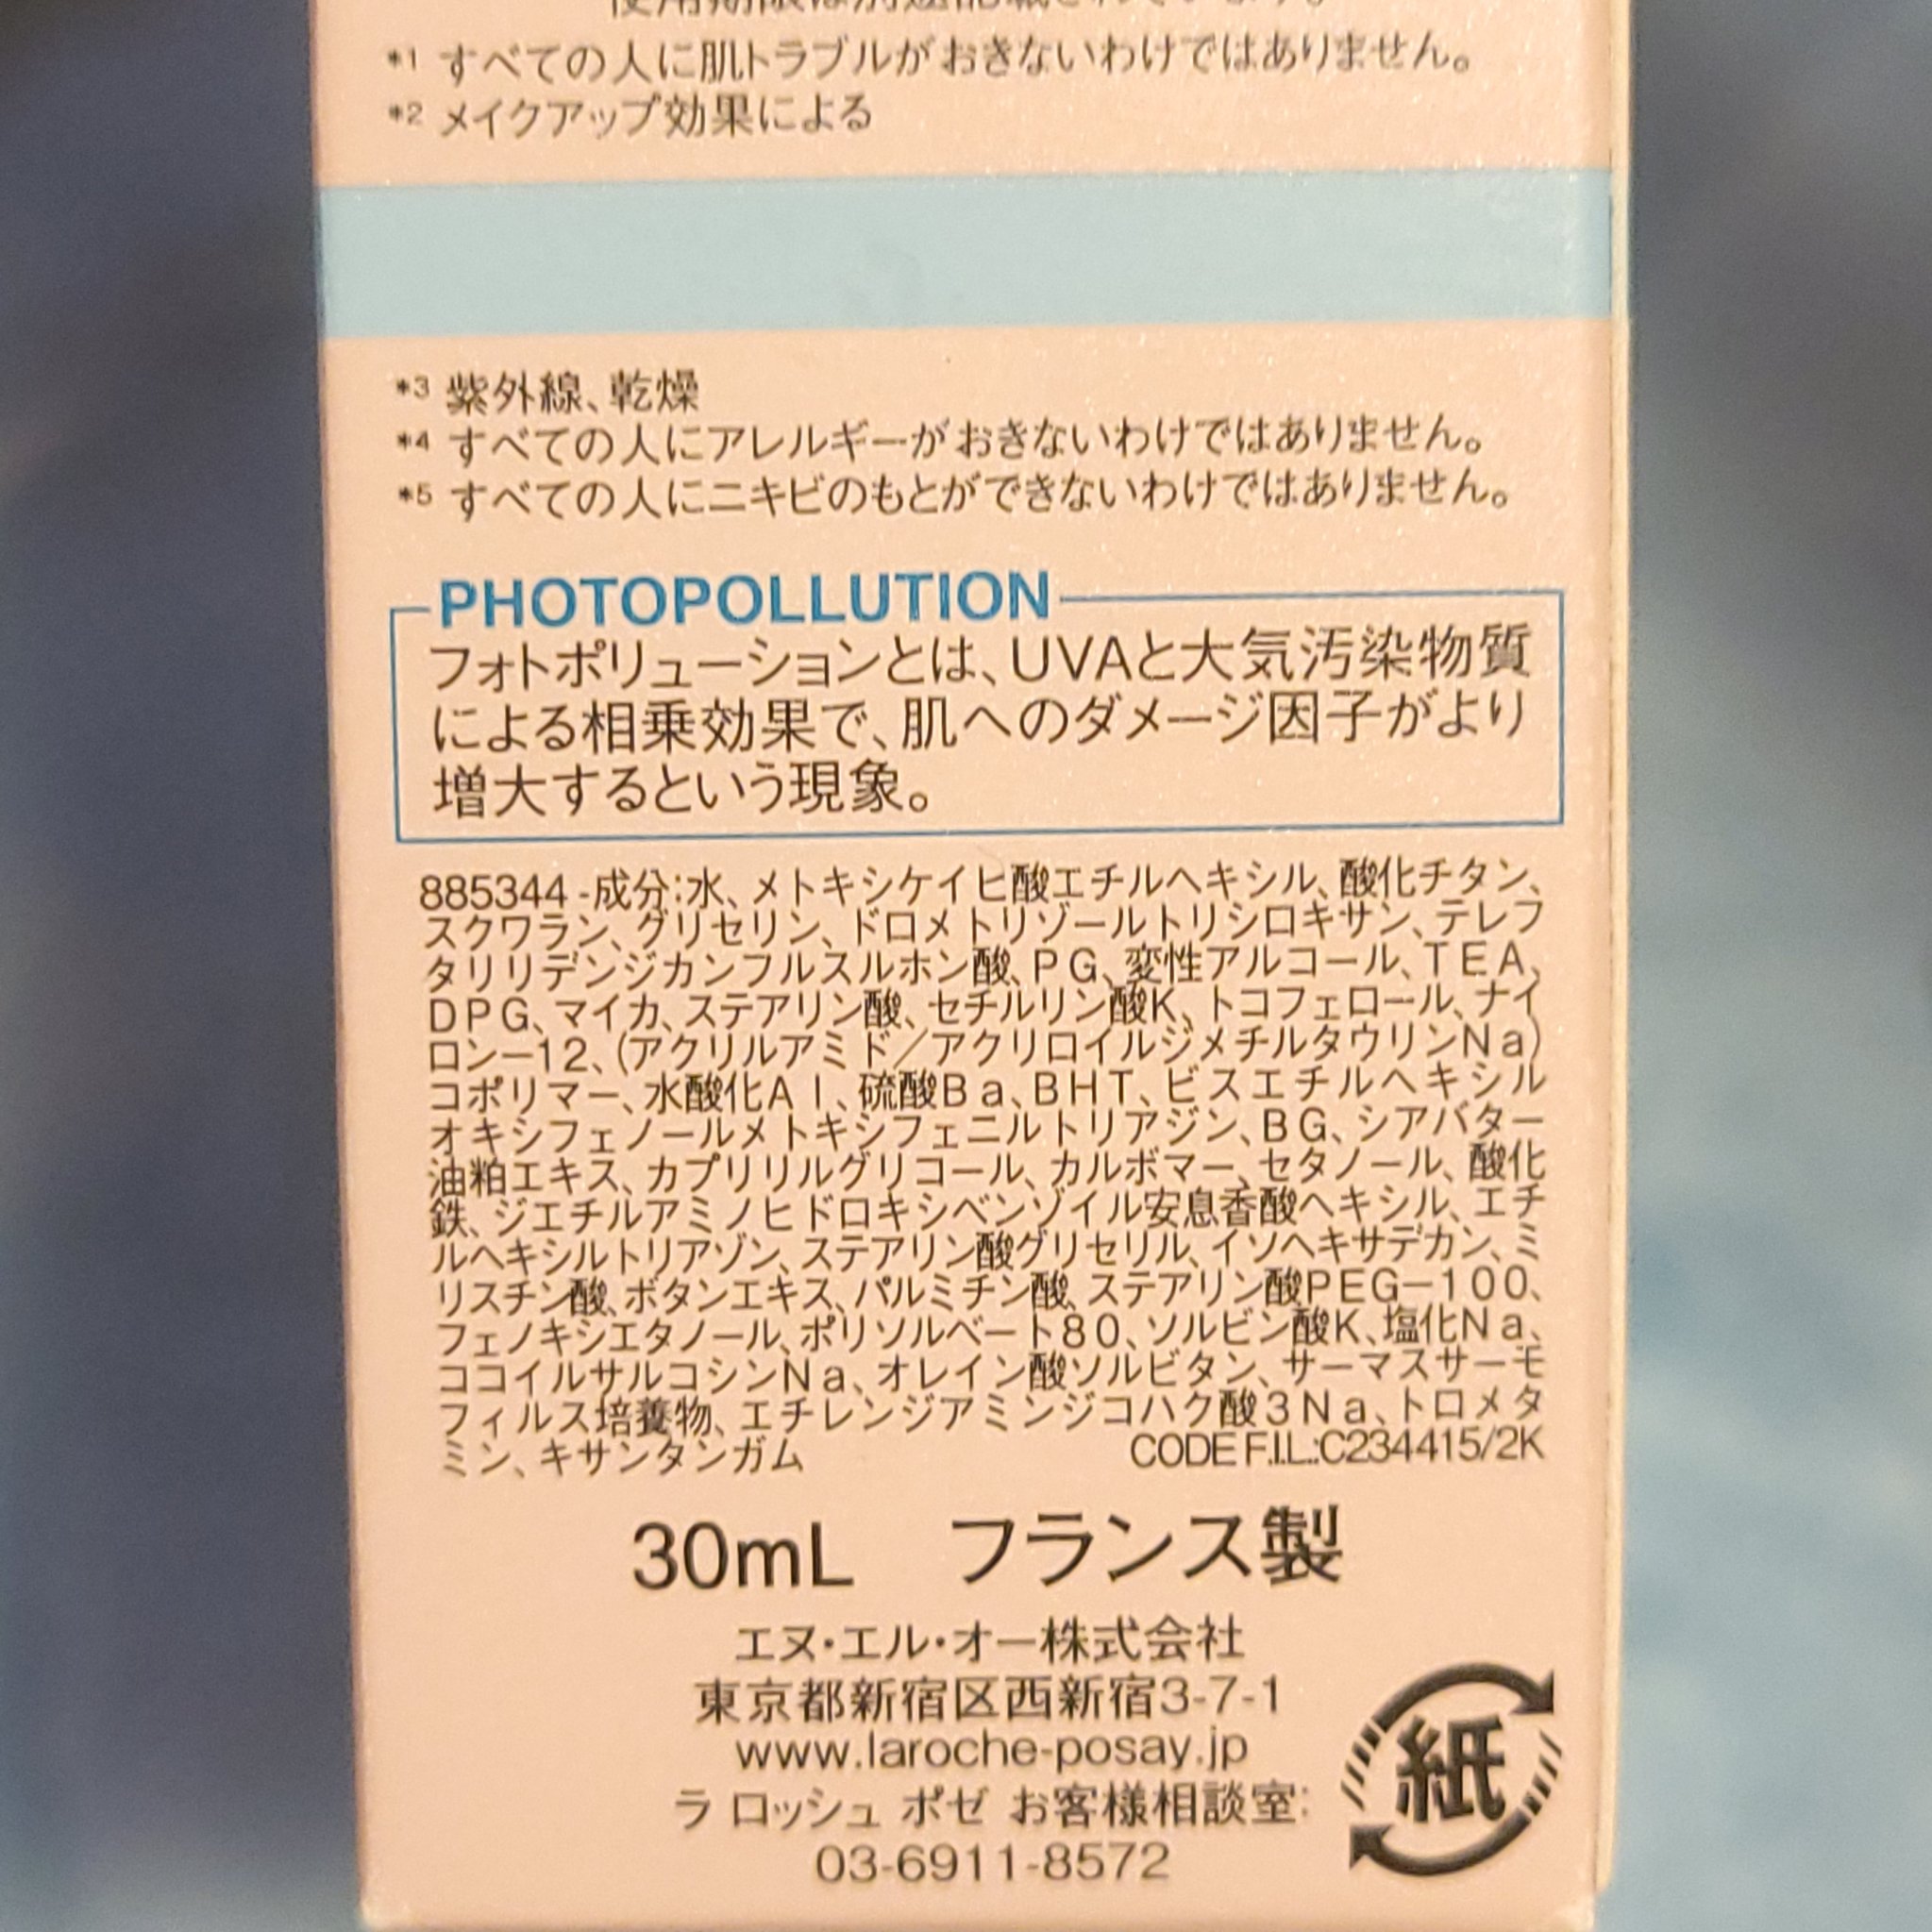 使用期限は別途記載されています。
*1 すべての人に肌トラブルがおきないわけではありません。
*2 メイクアップ効果による
*3 紫外線、乾燥
*4 すべての人にアレルギーがおきないわけではありません。
*5 すべての人にニキビのもとができないわけではありません。
PHOTOPOLLUTION
フォトポリューションとは、UVAと大気汚染物質
による相乗効果で、肌へのダメージ因子がより
増大するという現象。
885344 -成分:水、メトキシケイヒ酸エチルヘキシル、酸化チタン、
スクワラン、グリセリン、ドロメトリゾールトリシロキサン、テレフ
タリリデンジカンフルスルホン酸、PG、変性アルコール、TEA、
DPG、マイカ、ステアリン酸、セチルリン酸K、トコフェロール、ナイ
ロン－12、(アクリルアミド／アクリロイルジメチルタウリンNa)
コポリマー、水酸化Al、硫酸Ba、BHT、ビスエチルヘキシル
オキシフェノールメトキシフェニルトリアジン、BG、シアバター
油粕エキス、カプリリルグリコール、カルボマー、セタノール、酸化
鉄、ジエチルアミノヒドロキシベンゾイル安息香酸ヘキシル、エチ
ルヘキシルトリアゾン、ステアリン酸グリセリル、イソヘキサデカン、ミ
リスチン酸、ボタンエキス、パルミチン酸、ステアリン酸PEG－100、
フェノキシエタノール、ポリソルベート80、ソルビン酸K、塩化Na、
ココイルサルコシンNa、オレイン酸ソルビタン、サーマスサーモ
フィルス培養物、エチレンジアミンジコハク酸3Na、トロメタ
ミン、キサンタンガム CODE F.I.L.:C234415/2K
30mL フランス製
エヌ・エル・オー株式会社
東京都新宿区西新宿3-7-1
www.laroche-posay.jp
ラ ロッシュ ポゼ お客様相談室:
03-6911-8572
紙